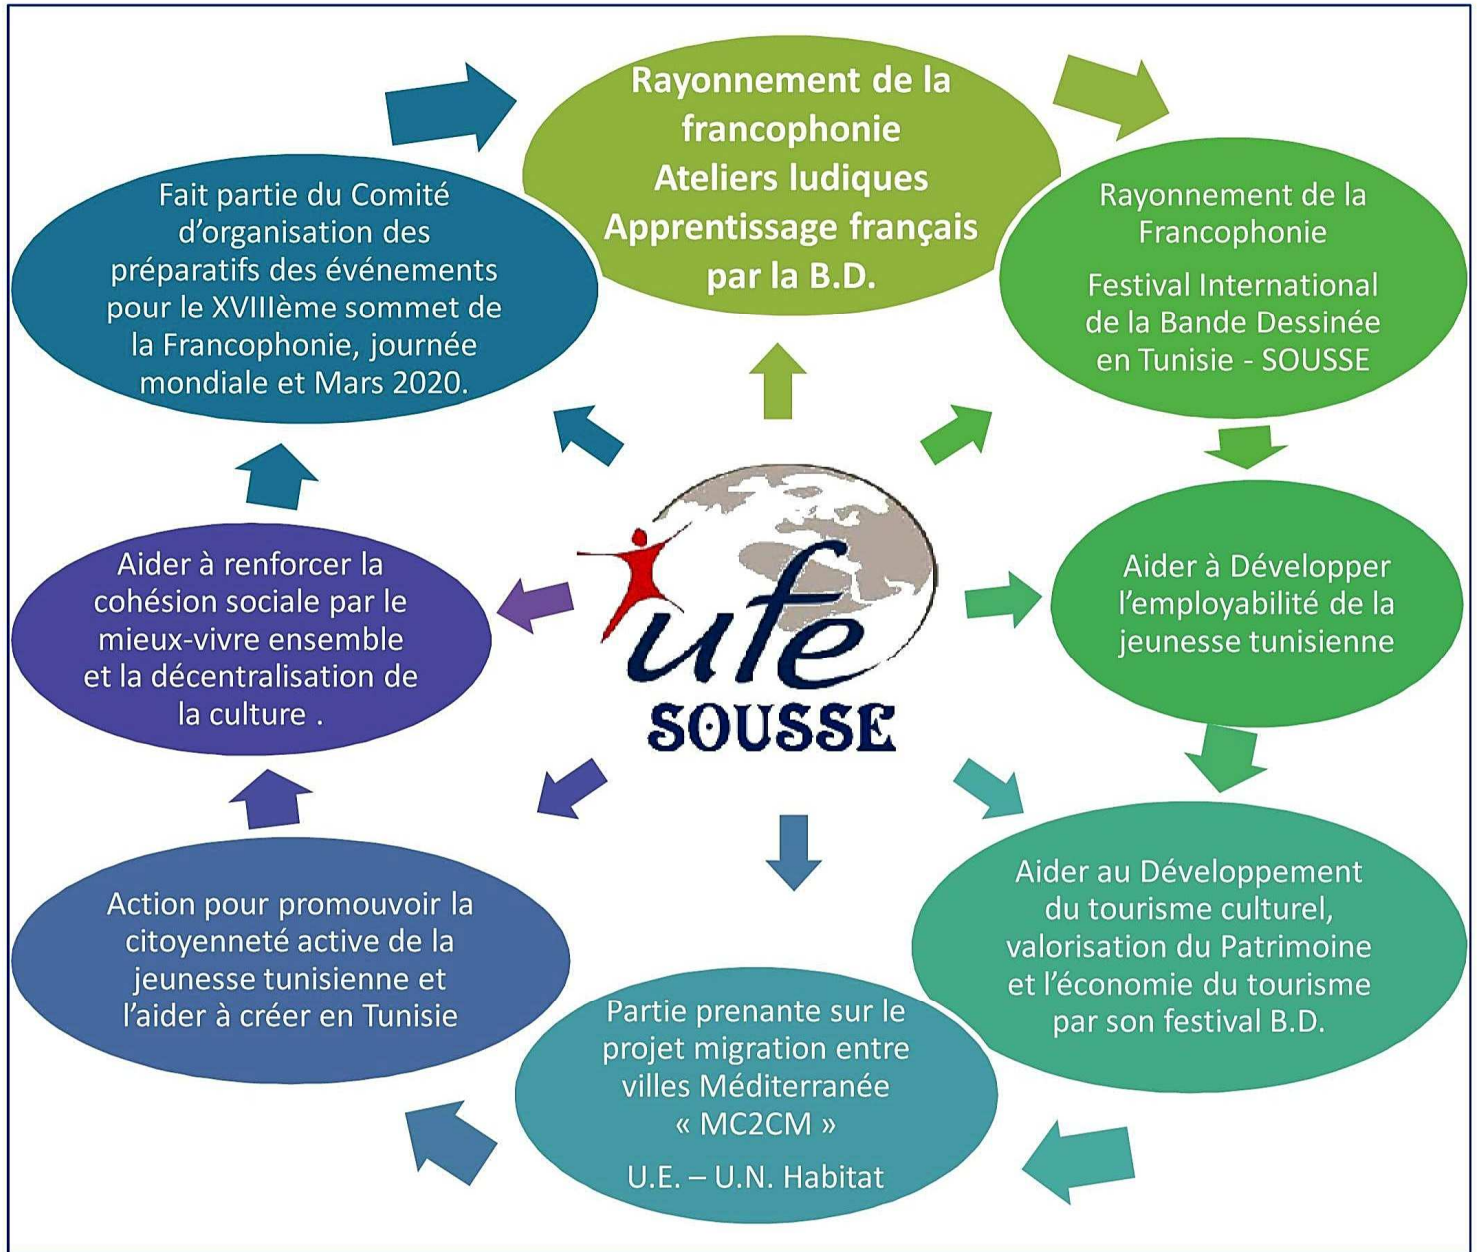 Rayonnement de la
francophonie
Ateliers ludiques
Apprentissage français
par la B.D.
Rayonnement de la
Francophonie
Festival International
de la Bande Dessinée
en Tunisie - SOUSSE
Aider à Développer
l’employabilité de la
jeunesse tunisienne
Aider au Développement
du tourisme culturel,
valorisation du Patrimoine
et l’économie du tourisme
par son festival B.D.
Partie prenante sur le
projet migration entre
villes Méditerranée
« MC2CM »
U.E. – U.N. Habitat
Action pour promouvoir la
citoyenneté active de la
jeunesse tunisienne et
l’aider à créer en Tunisie
Aider à renforcer la
cohésion sociale par le
mieux-vivre ensemble
et la décentralisation de
la culture .
Fait partie du Comité
d’organisation des
préparatifs des événements
pour le XVIIIème sommet de
la Francophonie, journée
mondiale et Mars 2020.
ufe
SOUSSE